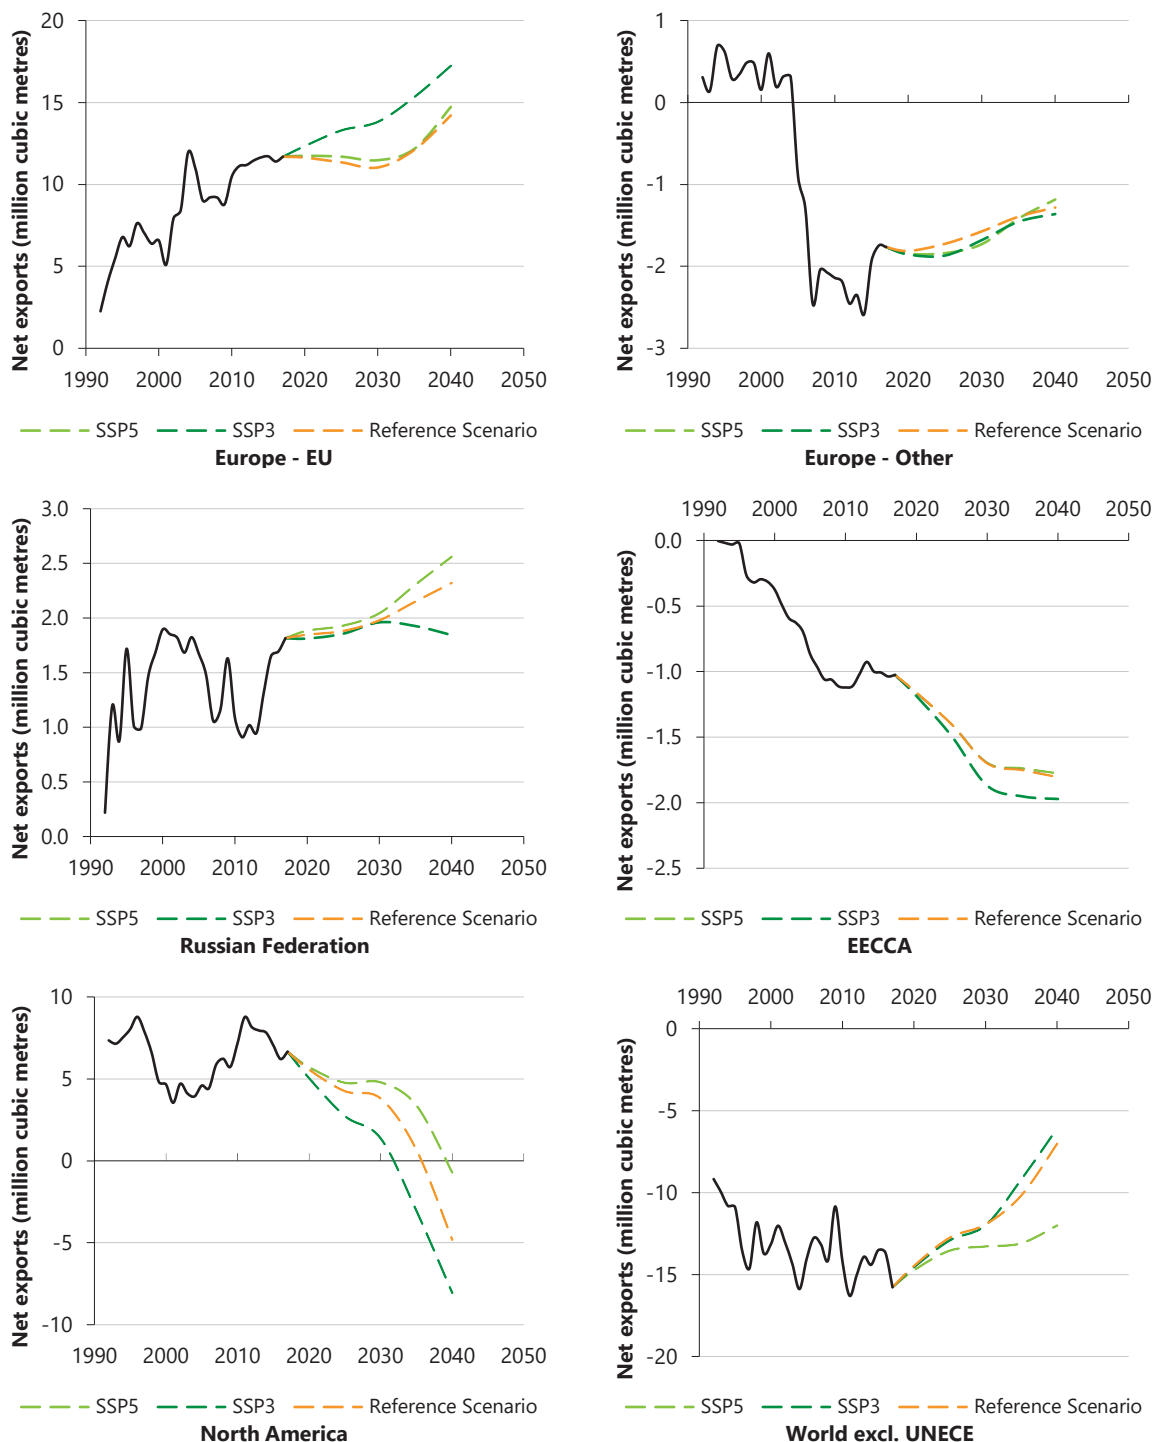 Net exports (million cubic metres)
20
15
10
5
0
1990 2000 2010 2020 2030 2040 2050
SSP5 SSP3 Reference Scenario
Europe - EU
Net exports (million cubic metres)
1
0
-1
-2
-3
1990 2000 2010 2020 2030 2040 2050
SSP5 SSP3 Reference Scenario
Europe - Other
Net exports (million cubic metres)
3.0
2.5
2.0
1.5
1.0
0.5
0.0
1990 2000 2010 2020 2030 2040 2050
SSP5 SSP3 Reference Scenario
Russian Federation
Net exports (million cubic metres)
1990 2000 2010 2020 2030 2040 2050
0.0
-0.5
-1.0
-1.5
-2.0
-2.5
SSP5 SSP3 Reference Scenario
EECCA
Net exports (million cubic metres)
10
5
0
-5
-10
1990 2000 2010 2020 2030 2040 2050
SSP5 SSP3 Reference Scenario
North America
Net exports (million cubic metres)
1990 2000 2010 2020 2030 2040 2050
0
-5
-10
-15
-20
SSP5 SSP3 Reference Scenario
World excl. UNECE